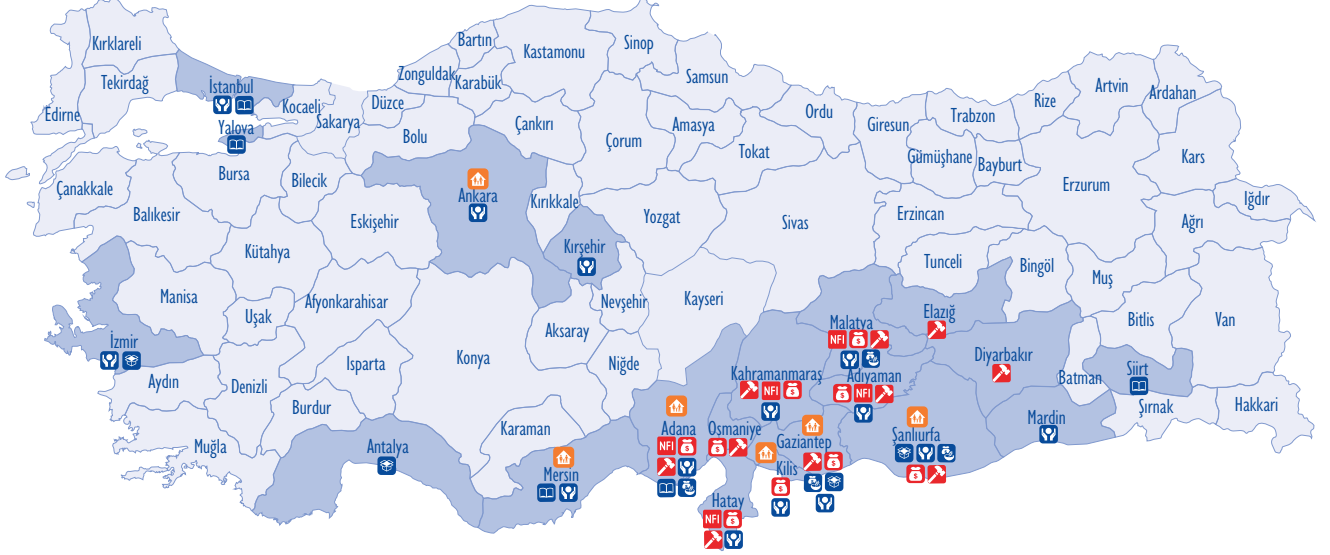 Kırklareli
Tekirdağ
Edirne
İstanbul
Yalova
Kocaeli
Sakarya
Düzce
Zonguldak
Bartın
Karabük
Kastamonu
Sinop
Samsun
Bolu
Çankırı
Çorum
Amasya
Tokat
Ordu
Giresun
Trabzon
Rize
Artvin
Ardahan
Gümüşhane
Bayburt
Kars
Iğdır
Erzurum
Ağrı
Çanakkale
Balıkesir
Bursa
Bilecik
Eskişehir
Kütahya
Ankara
Kırıkkale
Kırşehir
Yozgat
Sivas
Erzincan
Tunceli
Bingöl
Muş
Manisa
Uşak
Afyonkarahisar
İzmir
Aydın
Denizli
Isparta
Burdur
Muğla
Antalya
Konya
Aksaray
Nevşehir
Niğde
Kayseri
Karaman
Mersin
Adana
NFI
Osmaniye
Kahramanmaraş
NFI
Malatya
NFI
Adıyaman
NFI
Elazığ
Diyarbakır
Batman
Siirt
Bitlis
Van
Şırnak
Hakkari
Mardin
Şanlıurfa
Gaziantep
Kilis
Hatay
NFI